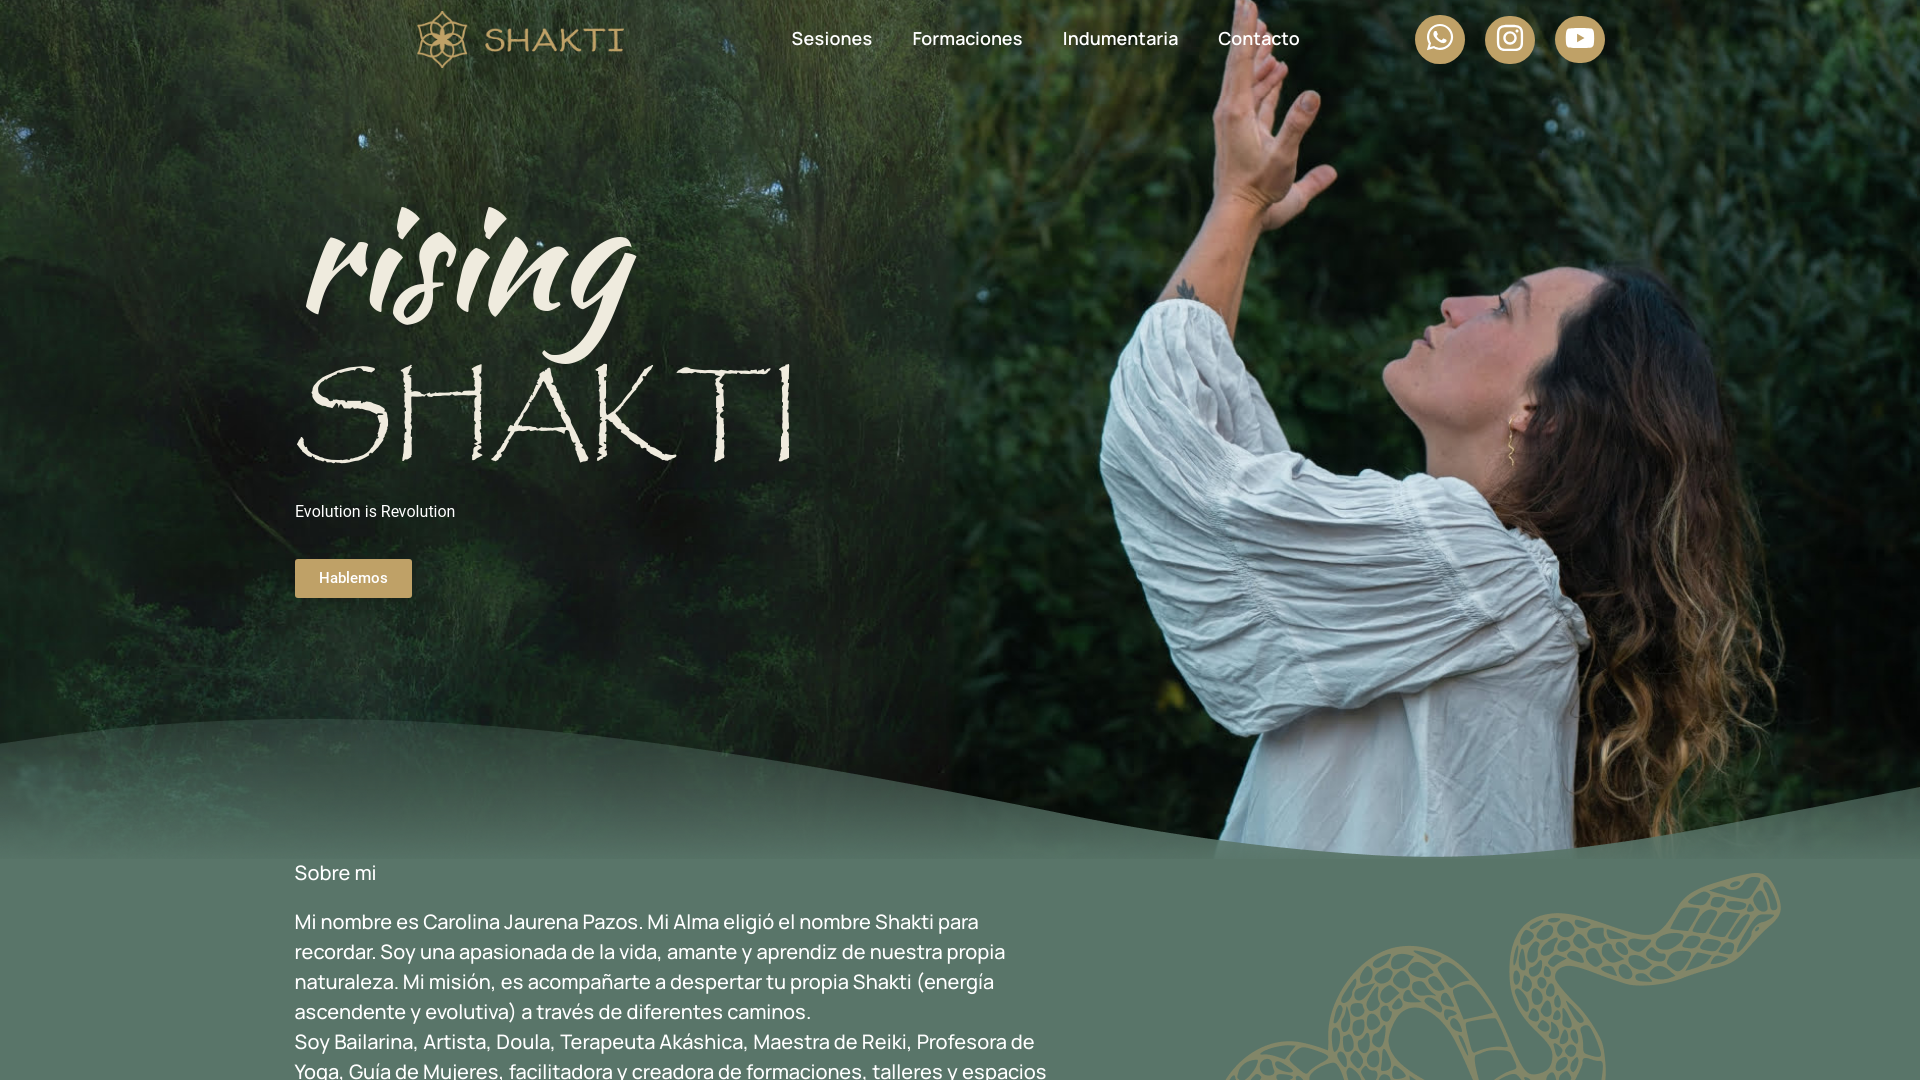 SHAKTI
Sesiones
Formaciones
Indumentaria
Contacto
rising
SHAKTI
Evolution is Revolution
Hablemos
Sobre mi
Mi nombre es Carolina Jaurena Pazos. Mi Alma eligió el nombre Shakti para
recordar. Soy una apasionada de la vida, amante y aprendiz de nuestra propia
naturaleza. Mi misión, es acompañarte a despertar tu propia Shakti (energía
ascendente y evolutiva) a través de diferentes caminos.
Soy Bailarina, Artista, Doula, Terapeuta Akáshica, Maestra de Reiki, Profesora de
Yoga, Guía de Mujeres, facilitadora y creadora de formaciones, talleres y espacios